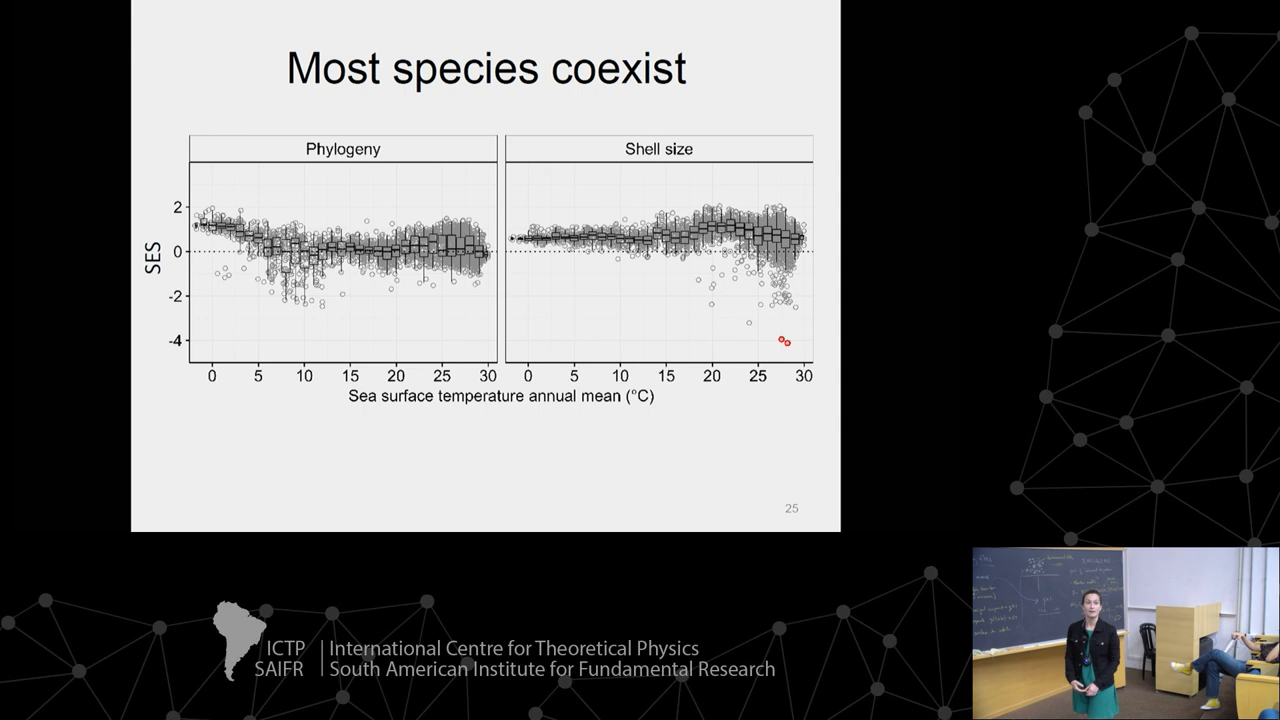 Most species coexist
Phylogeny
Shell size
SES
2
0
-2
-4
0 5 10 15 20 25 30
0 5 10 15 20 25 30
Sea surface temperature annual mean (°C)
25
ICTP
SAIFR
International Centre for Theoretical Physics
South American Institute for Fundamental Research